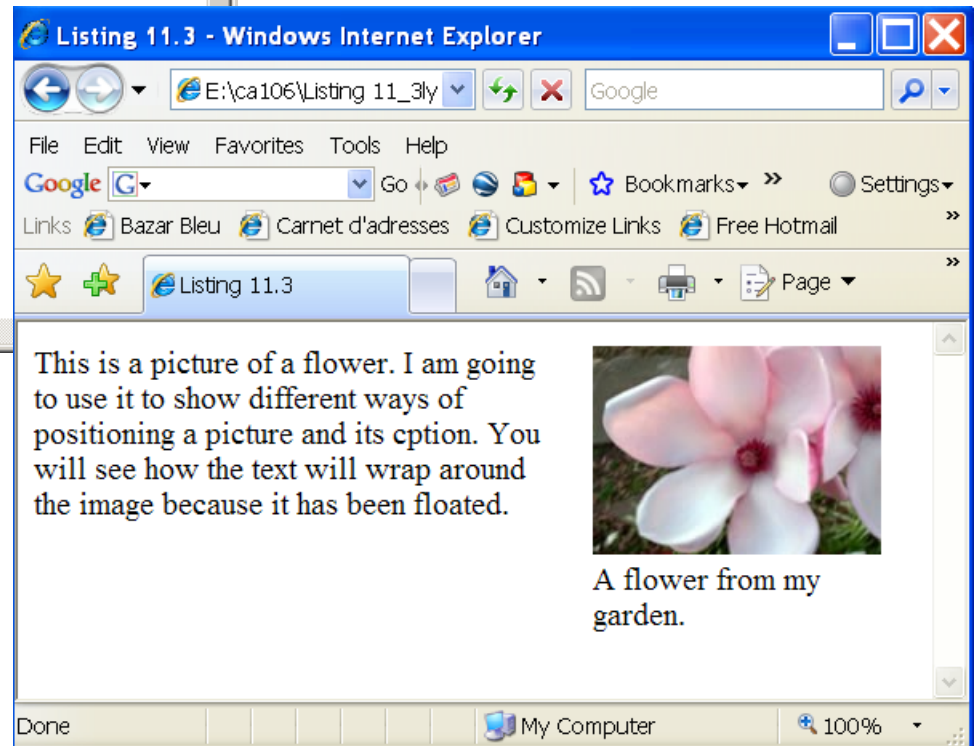 Listing 11.3 - Windows Internet Explorer
E:\ca106\Listing 11_3ly
Google
File Edit View Favorites Tools Help
Google G Go Bookmarks Settings
Links Bazar Bleu Carnet d'adresses Customize Links Free Hotmail
Listing 11.3 Page
This is a picture of a flower. I am going
to use it to show different ways of
positioning a picture and its cption. You
will see how the text will wrap around
the image because it has been floated.
A flower from my
garden.
Done My Computer 100%